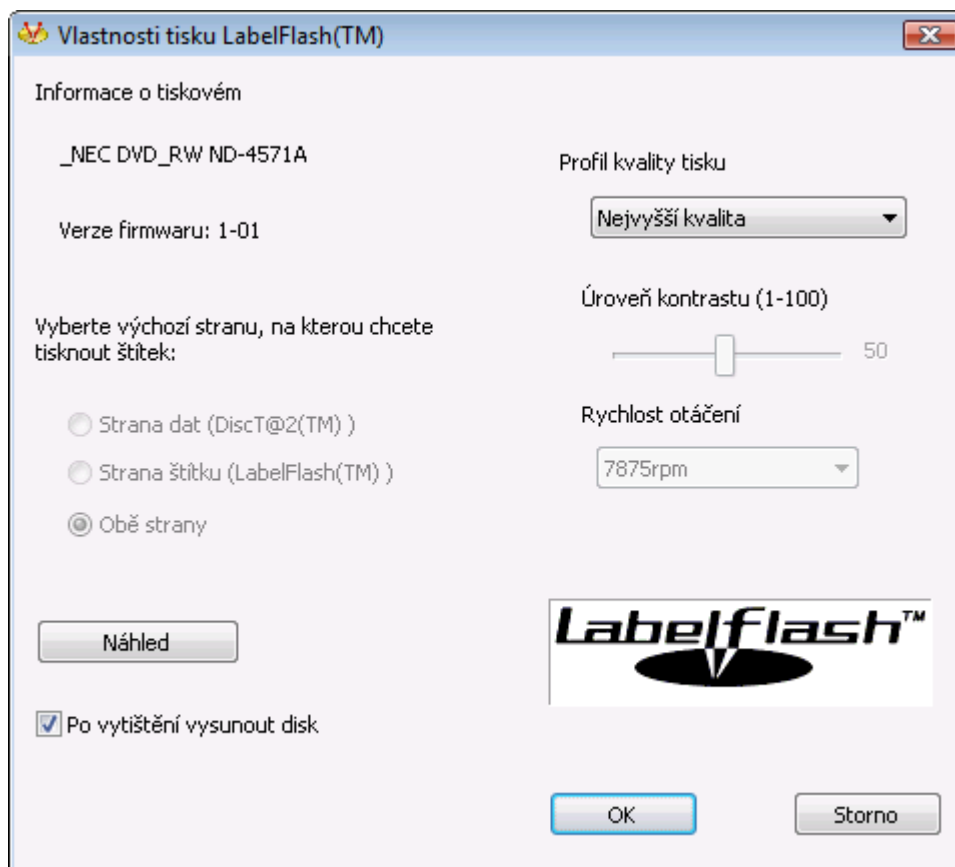 Vlastnosti tisku LabelFlash(TM)
Informace o tiskovém
_NEC DVD_RW ND-4571A
Verze firmwaru: 1-01
Vyberte výchozí stranu, na kterou chcete
tisknout štítek:
Strana dat (DiscT@2(TM) )
Strana štítku (LabelFlash(TM) )
Obě strany
Náhled
Po vytištění vysunout disk
Profil kvality tisku
Nejvyšší kvalita
Úroveň kontrastu (1-100)
50
Rychlost otáčení
7875rpm
Labelflash™
OK
Storno